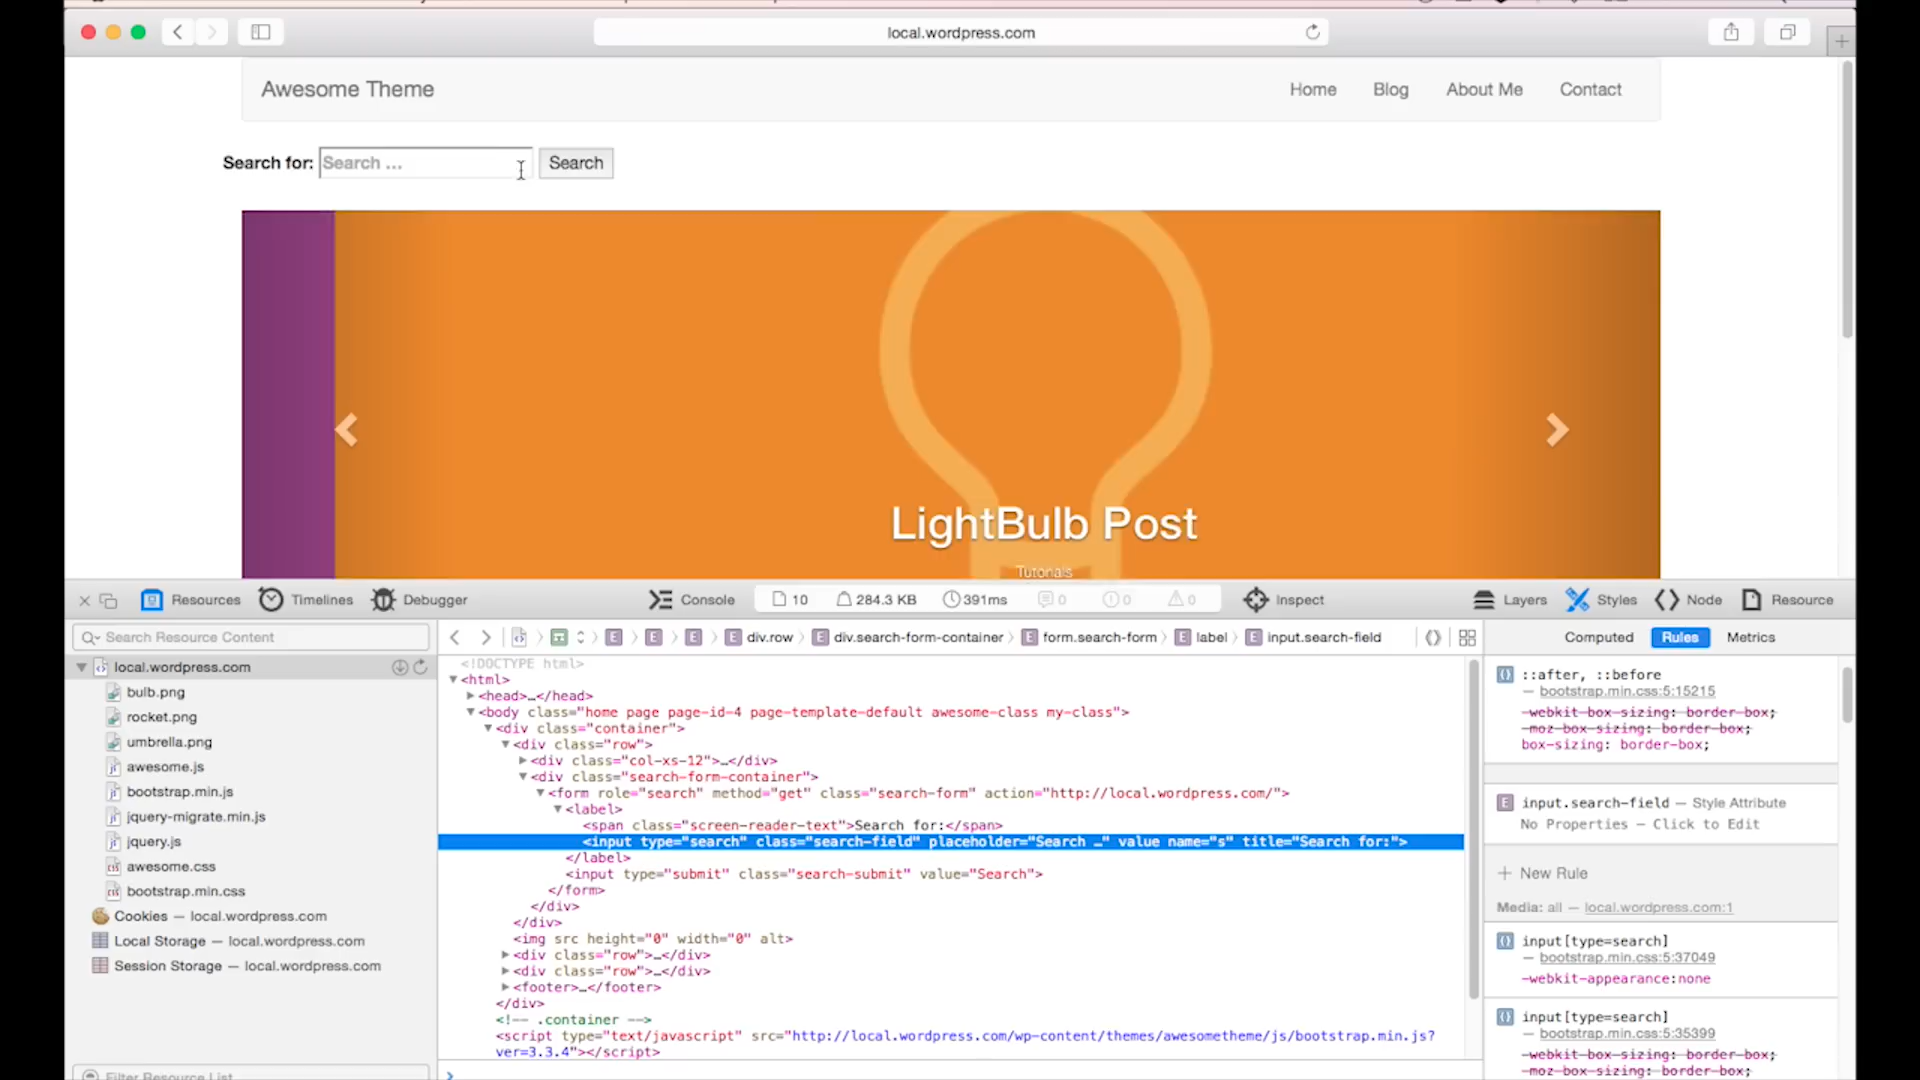 local.wordpress.com
Awesome Theme
Home Blog About Me Contact
Search for: Search ... Search
LightBulb Post
Tutorials
Resources Timelines Debugger Console 10 284.3 KB 391ms 0 0 0 Inspect Layers Styles Node Resource
Search Resource Content
div.row div.search-form-container form.search-form label input.search-field
Computed Rules Metrics
local.wordpress.com
bulb.png
rocket.png
umbrella.png
awesome.js
bootstrap.min.js
jquery-migrate.min.js
jquery.js
awesome.css
bootstrap.min.css
Cookies — local.wordpress.com
Local Storage — local.wordpress.com
Session Storage — local.wordpress.com
Filter Resource List
<!DOCTYPE html>
<html>
<head>…</head>
<body class="home page page-id-4 page-template-default awesome-class my-class">
<div class="container">
<div class="row">
<div class="col-xs-12">…</div>
<div class="search-form-container">
<form role="search" method="get" class="search-form" action="http://local.wordpress.com/">
<label>
<span class="screen-reader-text">Search for:</span>
<input type="search" class="search-field" placeholder="Search …" value name="s" title="Search for:">
</label>
<input type="submit" class="search-submit" value="Search">
</form>
</div>
</div>
<img src height="0" width="0" alt>
<div class="row">…</div>
<div class="row">…</div>
<footer>…</footer>
</div>
<!-- .container -->
<script type="text/javascript" src="http://local.wordpress.com/wp-content/themes/awesometheme/js/bootstrap.min.js?
ver=3.3.4"></script>
::after, ::before
— bootstrap.min.css:5:15215
-webkit-box-sizing: border-box;
-moz-box-sizing: border-box;
box-sizing: border-box;
input.search-field — Style Attribute
No Properties — Click to Edit
+ New Rule
Media: all — local.wordpress.com:1
input[type=search]
— bootstrap.min.css:5:37049
-webkit-appearance:none
input[type=search]
— bootstrap.min.css:5:35399
-webkit-box-sizing: border-box;
-moz-box-sizing: border-box;